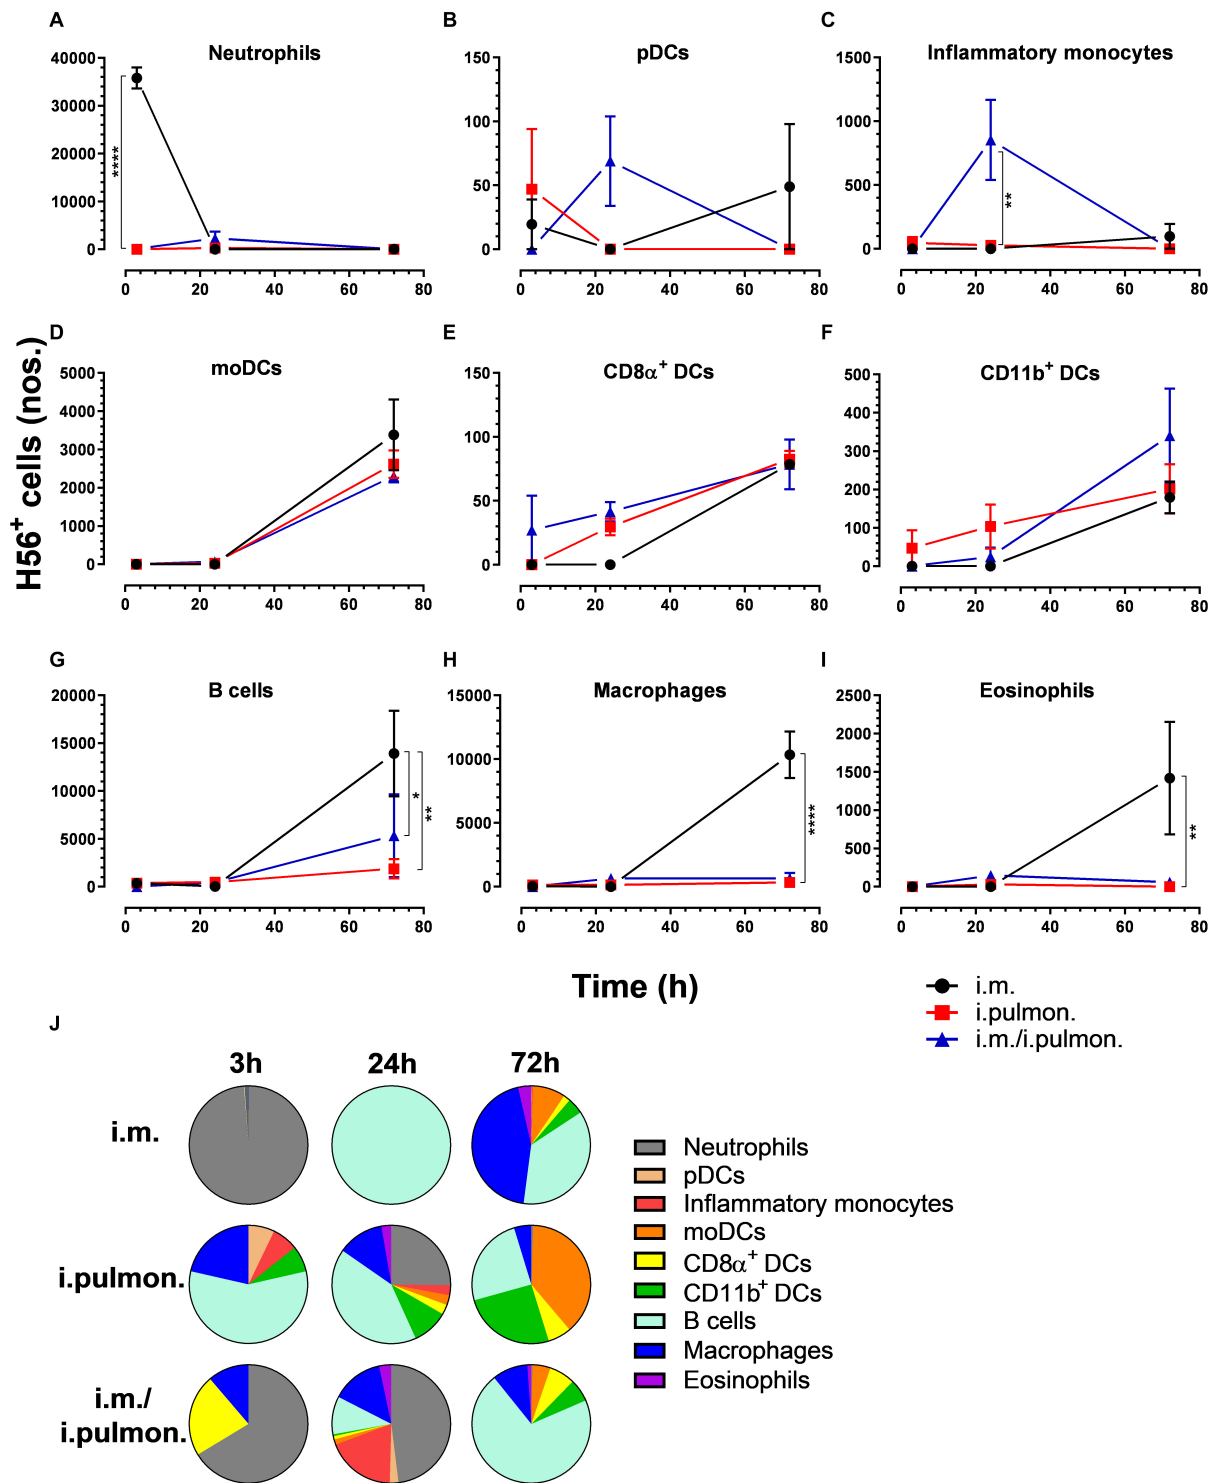 A
B
C
Neutrophils
pDCs
Inflammatory monocytes
40000
30000
20000
10000
0
****
0 20 40 60 80
150
100
50
0
0 20 40 60 80
1500
1000
500
0
**
0 20 40 60 80
D
E
F
moDCs
CD8α⁺ DCs
CD11b⁺ DCs
H56⁺ cells (nos.)
5000
4000
3000
2000
1000
0
0 20 40 60 80
150
100
50
0
0 20 40 60 80
500
400
300
200
100
0
0 20 40 60 80
G
H
I
B cells
Macrophages
Eosinophils
20000
15000
10000
5000
0
*
**
0 20 40 60 80
15000
10000
5000
0
****
0 20 40 60 80
2500
2000
1500
1000
500
0
**
0 20 40 60 80
Time (h)
i.m.
i.pulmon.
i.m./i.pulmon.
J
3h 24h 72h
i.m.
i.pulmon.
i.m./
i.pulmon.
Neutrophils
pDCs
Inflammatory monocytes
moDCs
CD8α⁺ DCs
CD11b⁺ DCs
B cells
Macrophages
Eosinophils